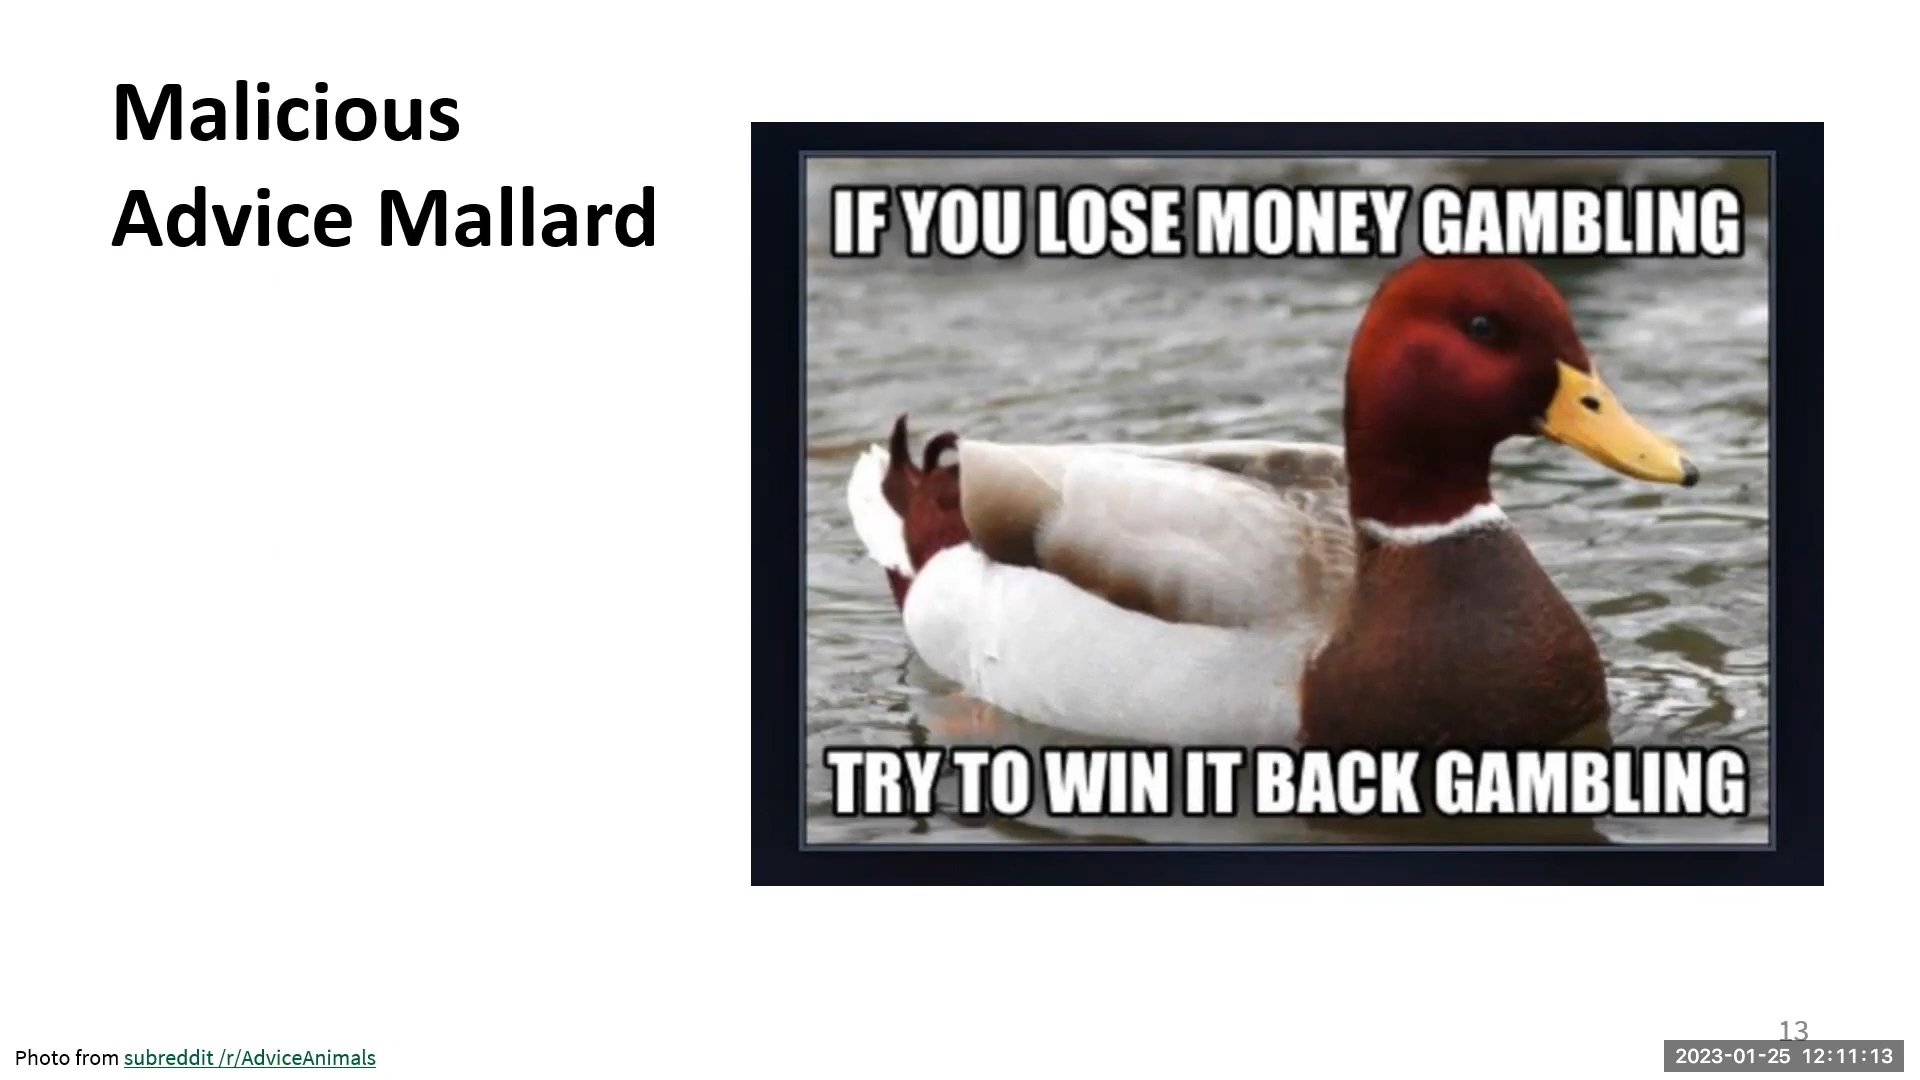 Malicious
Advice Mallard
IF YOU LOSE MONEY GAMBLING
TRY TO WIN IT BACK GAMBLING
13
Photo from subreddit /r/AdviceAnimals
2023-01-25 12:11:13